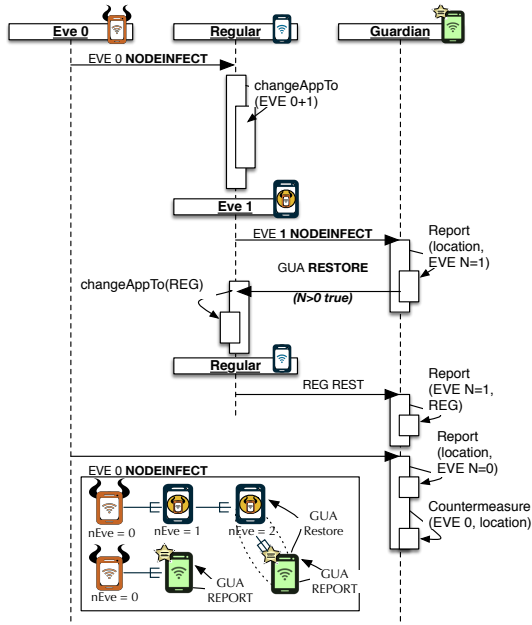 Eve 0
Regular
Guardian
EVE 0 NODEINFECT
changeAppTo
(EVE 0+1)
Eve 1
EVE 1 NODEINFECT
Report
(location,
EVE N=1)
GUA RESTORE
changeAppTo(REG)
(N>0 true)
Regular
REG REST
Report
(EVE N=1,
REG)
Report
(location,
EVE N=0)
EVE 0 NODEINFECT
Countermeasure
(EVE 0, location)
GUA
Restore
nEve = 0
nEve = 1
nEve = 2
GUA
REPORT
GUA
REPORT
nEve = 0